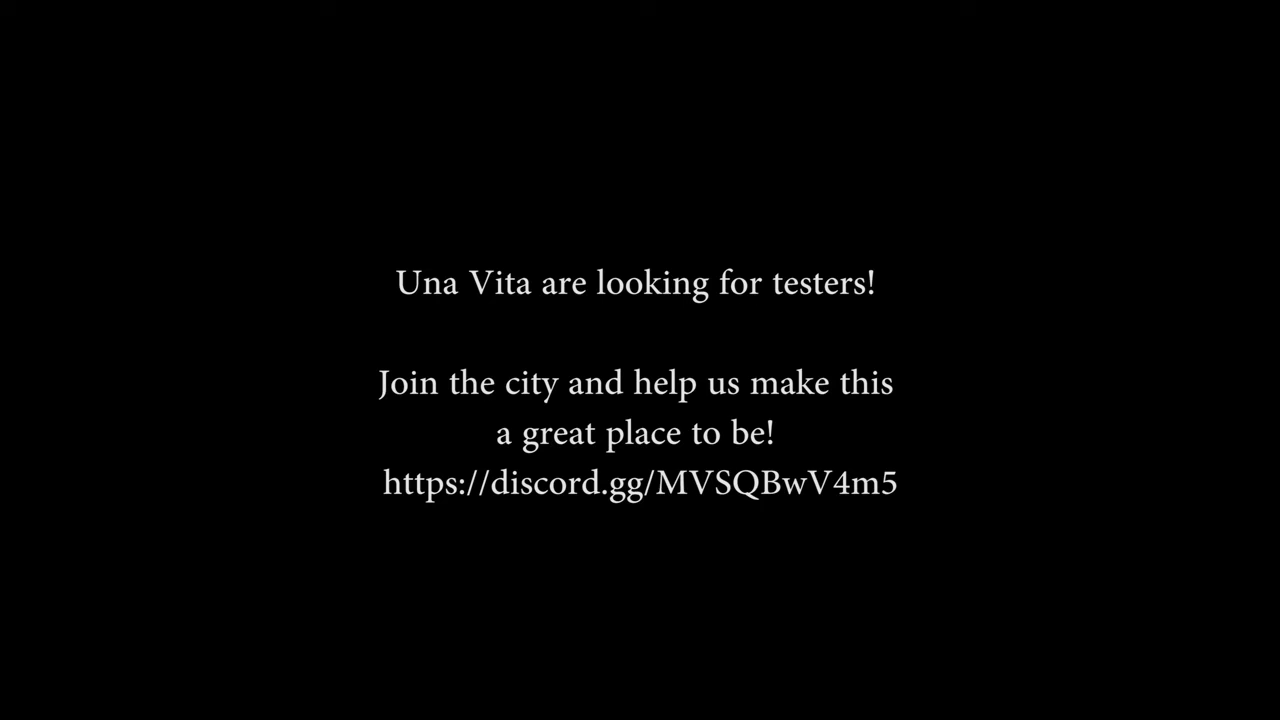 Una Vita are looking for testers!
Join the city and help us make this
a great place to be!
https://discord.gg/MVSQBwV4m5